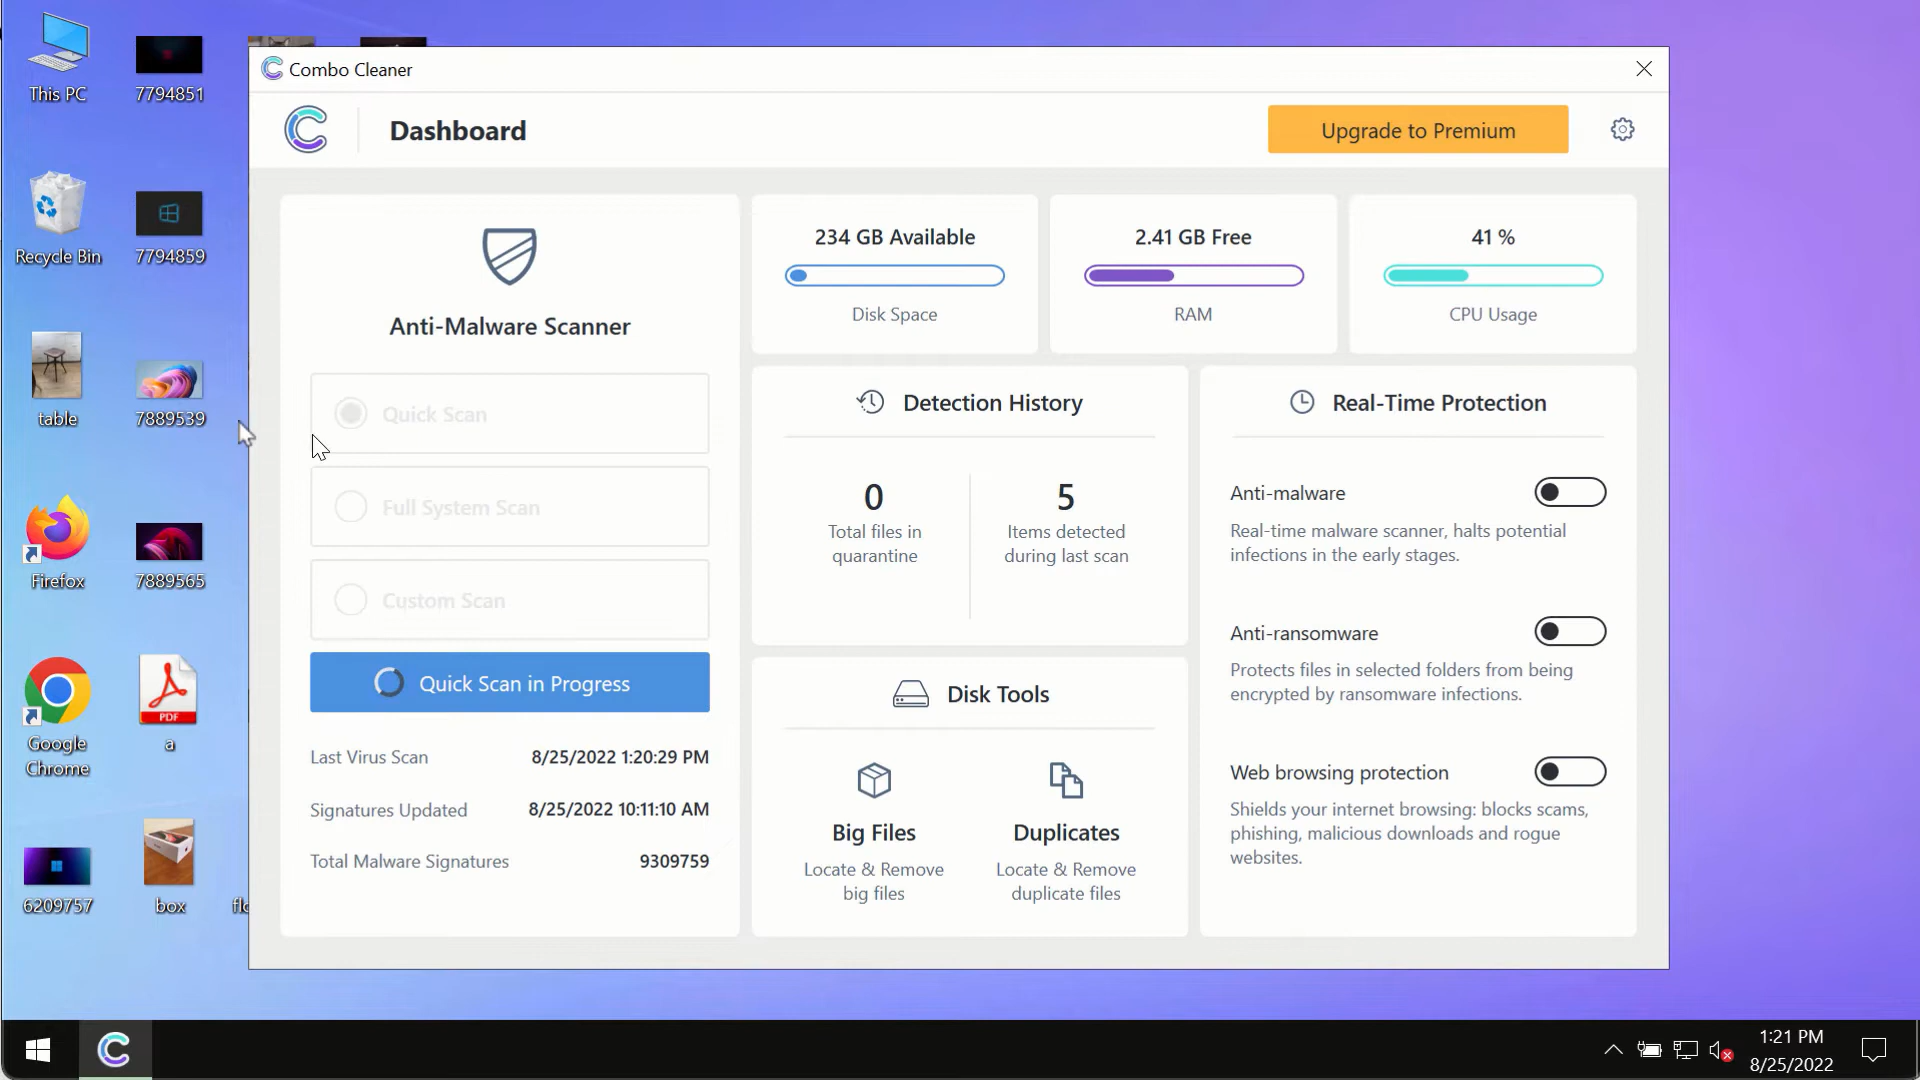 This PC
7794851
Recycle Bin
7794859
table
7889539
Firefox
7889565
Google
Chrome
PDF
a
6209757
box
Combo Cleaner
Dashboard
Upgrade to Premium
Anti-Malware Scanner
Quick Scan
Full System Scan
Custom Scan
Quick Scan in Progress
Last Virus Scan 8/25/2022 1:20:29 PM
Signatures Updated 8/25/2022 10:11:10 AM
Total Malware Signatures 9309759
234 GB Available
Disk Space
2.41 GB Free
RAM
41 %
CPU Usage
Detection History
0
Total files in
quarantine
5
Items detected
during last scan
Disk Tools
Big Files
Locate & Remove
big files
Duplicates
Locate & Remove
duplicate files
Real-Time Protection
Anti-malware
Real-time malware scanner, halts potential
infections in the early stages.
Anti-ransomware
Protects files in selected folders from being
encrypted by ransomware infections.
Web browsing protection
Shields your internet browsing: blocks scams,
phishing, malicious downloads and rogue
websites.
1:21 PM
8/25/2022